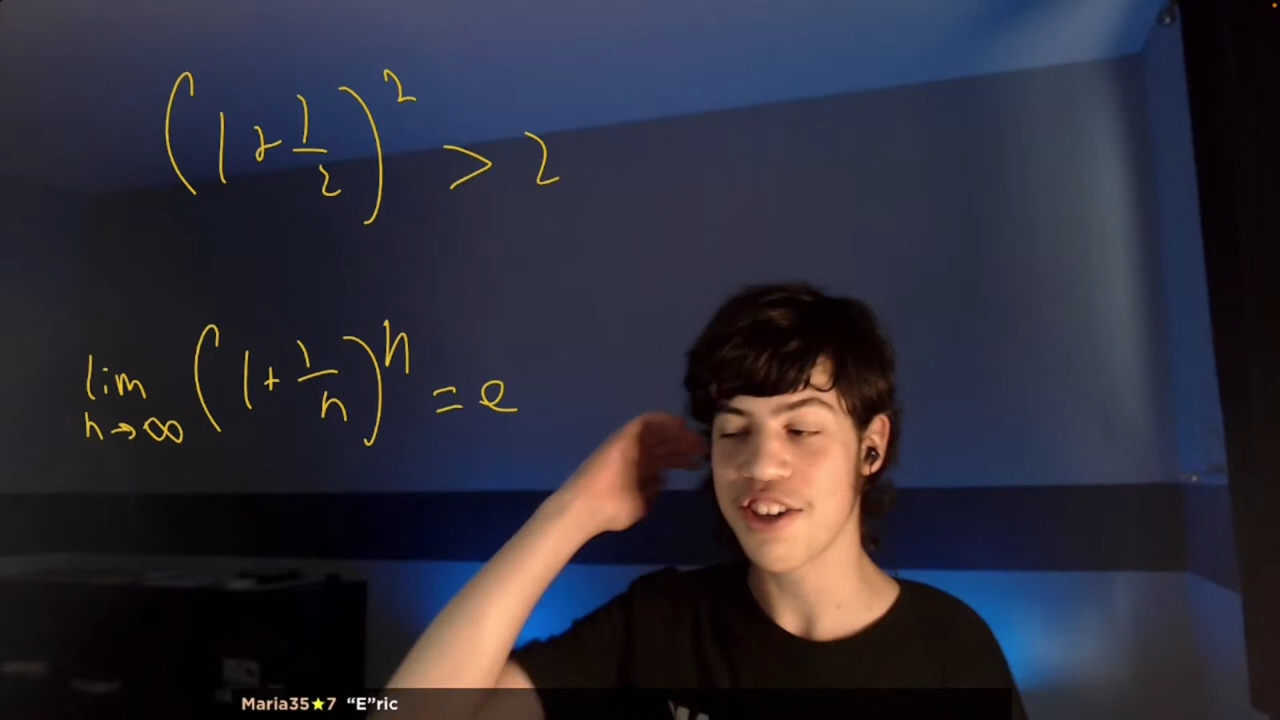 (1+1/2)^2 > 2
lim n→∞ (1+1/n)^n = e
Maria35★7 “E”ric